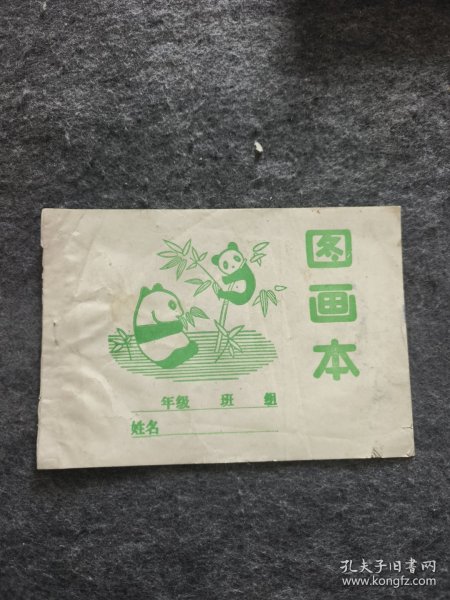 图画本
年级 班 组
姓名
孔夫子旧书网
www.kongfz.com